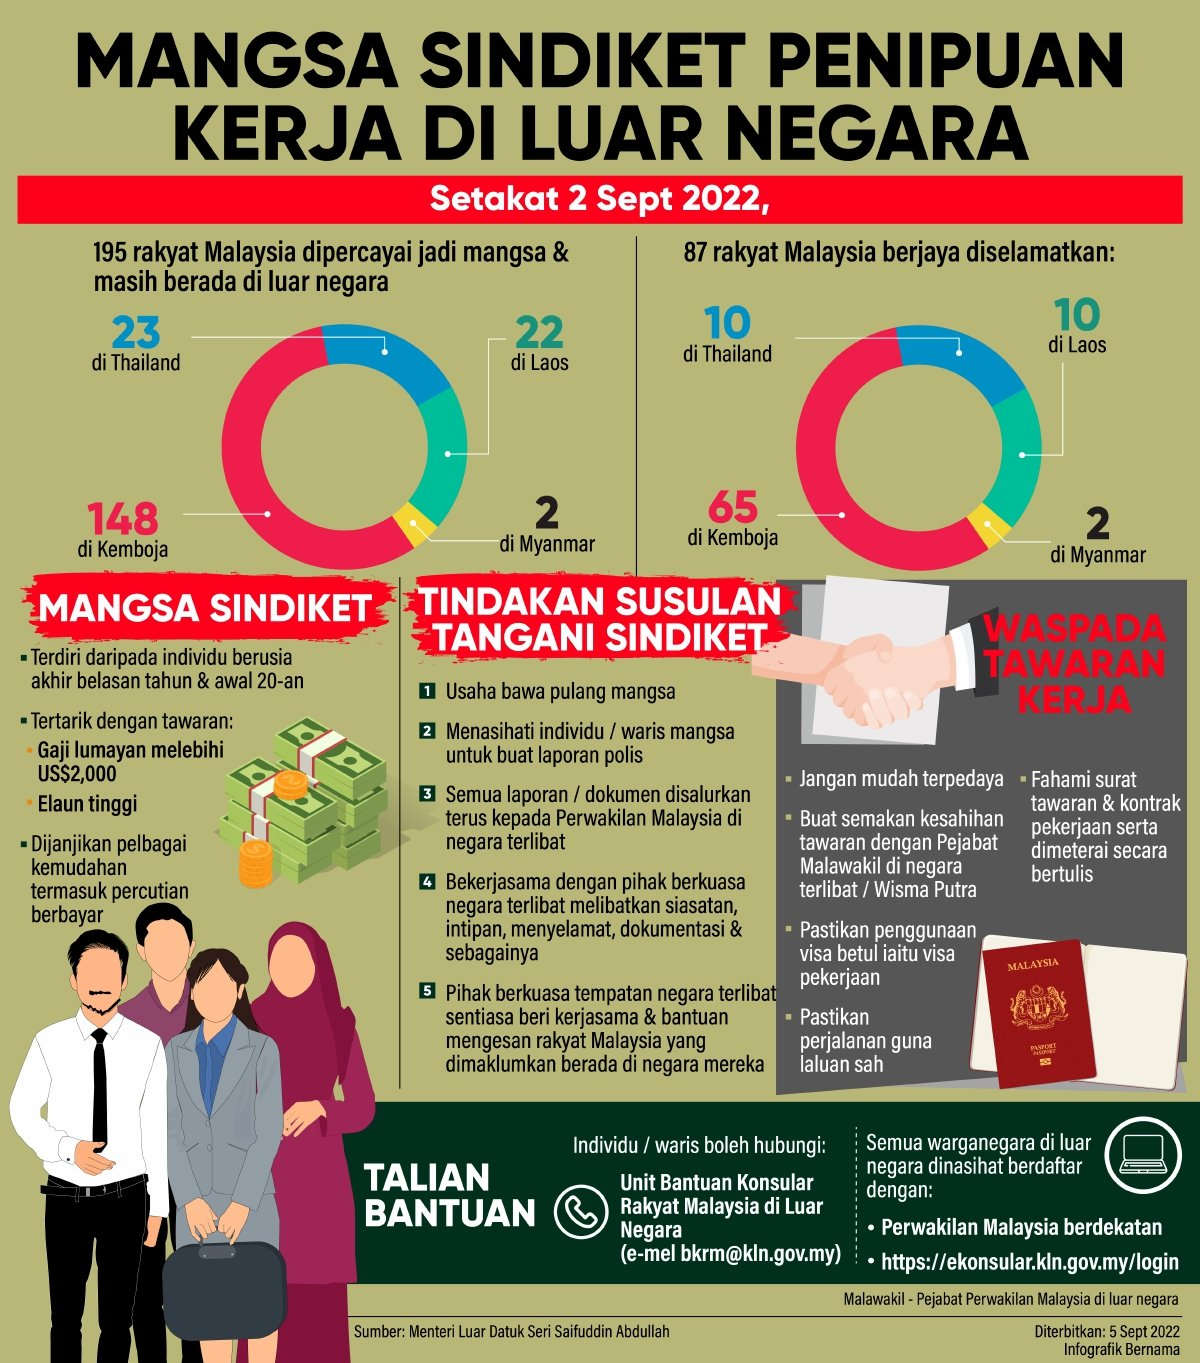 MANGSA SINDIKET PENIPUAN
KERJA DI LUAR NEGARA
Setakat 2 Sept 2022,
195 rakyat Malaysia dipercayai jadi mangsa &
masih berada di luar negara
23
di Thailand
22
di Laos
148
di Kemboja
2
di Myanmar
87 rakyat Malaysia berjaya diselamatkan:
10
di Thailand
10
di Laos
65
di Kemboja
2
di Myanmar
MANGSA SINDIKET
Terdiri daripada individu berusia
akhir belasan tahun & awal 20-an
Tertarik dengan tawaran:
Gaji lumayan melebihi
US$2,000
Elaun tinggi
Dijanjikan pelbagai
kemudahan
termasuk percutian
berbayar
TINDAKAN SUSULAN
TANGANI SINDIKET
1 Usaha bawa pulang mangsa
2 Menasihati individu / waris mangsa
untuk buat laporan polis
3 Semua laporan / dokumen disalurkan
terus kepada Perwakilan Malaysia di
negara terlibat
4 Bekerjasama dengan pihak berkuasa
negara terlibat melibatkan siasatan,
intipan, menyelamat, dokumentasi &
sebagainya
5 Pihak berkuasa tempatan negara terlibat
sentiasa beri kerjasama & bantuan
mengesan rakyat Malaysia yang
dimaklumkan berada di negara mereka
WASPADA
TAWARAN
KERJA
Jangan mudah terpedaya
Buat semakan kesahihan
tawaran dengan Pejabat
Malawakil di negara
terlibat / Wisma Putra
Pastikan penggunaan
visa betul iaitu visa
pekerjaan
Pastikan
perjalanan guna
laluan sah
Fahami surat
tawaran & kontrak
pekerjaan serta
dimeterai secara
bertulis
MALAYSIA
PASPORT
PASSPORT
TALIAN
BANTUAN
Individu / waris boleh hubungi:
Unit Bantuan Konsular
Rakyat Malaysia di Luar
Negara
(e-mel bkrm@kln.gov.my)
Semua warganegara di luar
negara dinasihat berdaftar
dengan:
• Perwakilan Malaysia berdekatan
• https://ekonsular.kln.gov.my/login
Malawakil - Pejabat Perwakilan Malaysia di luar negara
Sumber: Menteri Luar Datuk Seri Saifuddin Abdullah
Diterbitkan: 5 Sept 2022
Infografik Bernama